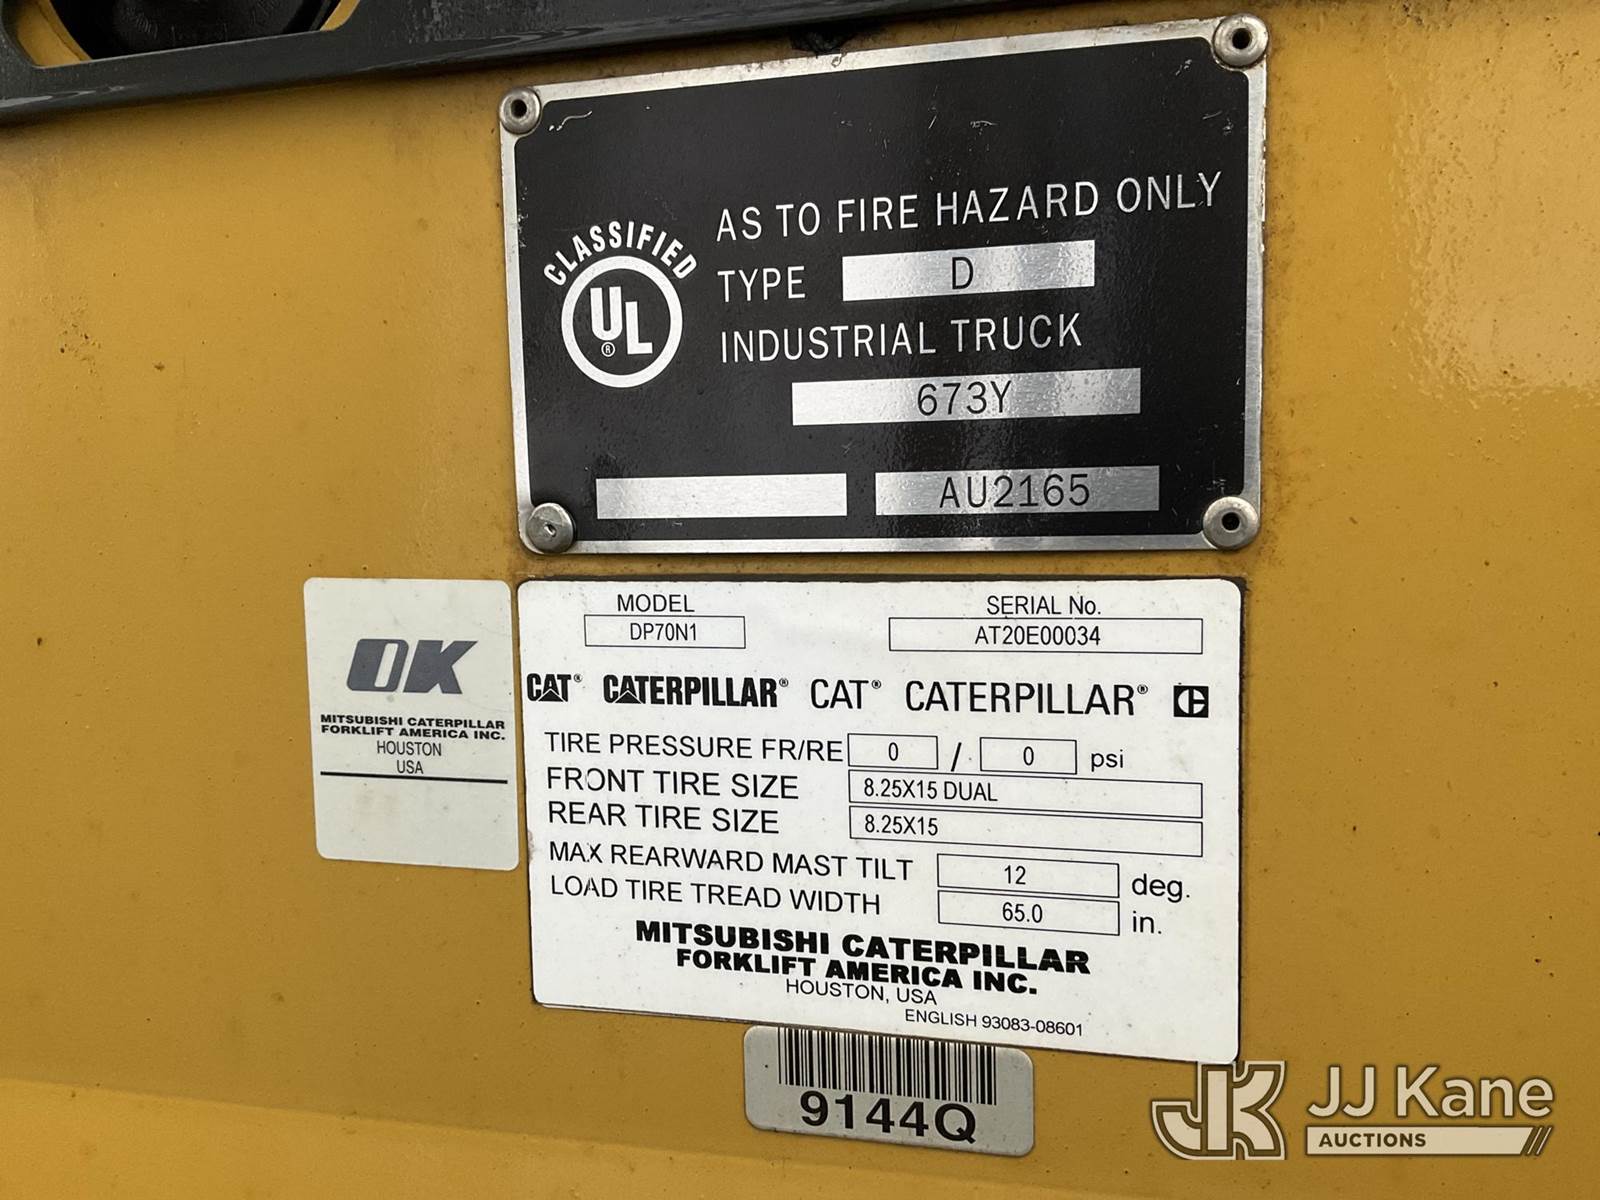 CLASSIFIED
UL®
AS TO FIRE HAZARD ONLY
TYPE D
INDUSTRIAL TRUCK
673Y
AU2165
OK
MITSUBISHI CATERPILLAR
FORKLIFT AMERICA INC.
HOUSTON
USA
MODEL SERIAL No.
DP70N1 AT20E00034
CAT® CATERPILLAR® CAT® CATERPILLAR®
TIRE PRESSURE FR/RE 0 / 0 psi
FRONT TIRE SIZE 8.25X15 DUAL
REAR TIRE SIZE 8.25X15
MAX REARWARD MAST TILT 12 deg.
LOAD TIRE TREAD WIDTH 65.0 in.
MITSUBISHI CATERPILLAR
FORKLIFT AMERICA INC.
HOUSTON, USA
ENGLISH 93083-08601
9144Q
JK JJ Kane
AUCTIONS